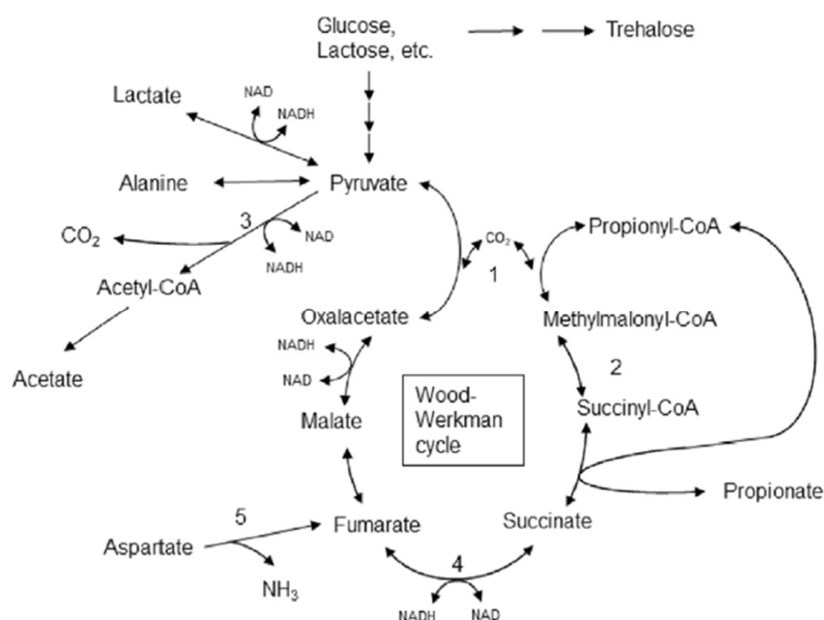 Glucose,
Lactose, etc.
Trehalose
Lactate
NAD
NADH
Alanine
Pyruvate
3
CO2
NAD
NADH
Acetyl-CoA
Acetate
CO2
1
Propionyl-CoA
Oxalacetate
Methylmalonyl-CoA
NADH
NAD
2
Malate
Wood-
Werkman
cycle
Succinyl-CoA
Propionate
5
Aspartate
Fumarate
Succinate
NH3
4
NADH
NAD